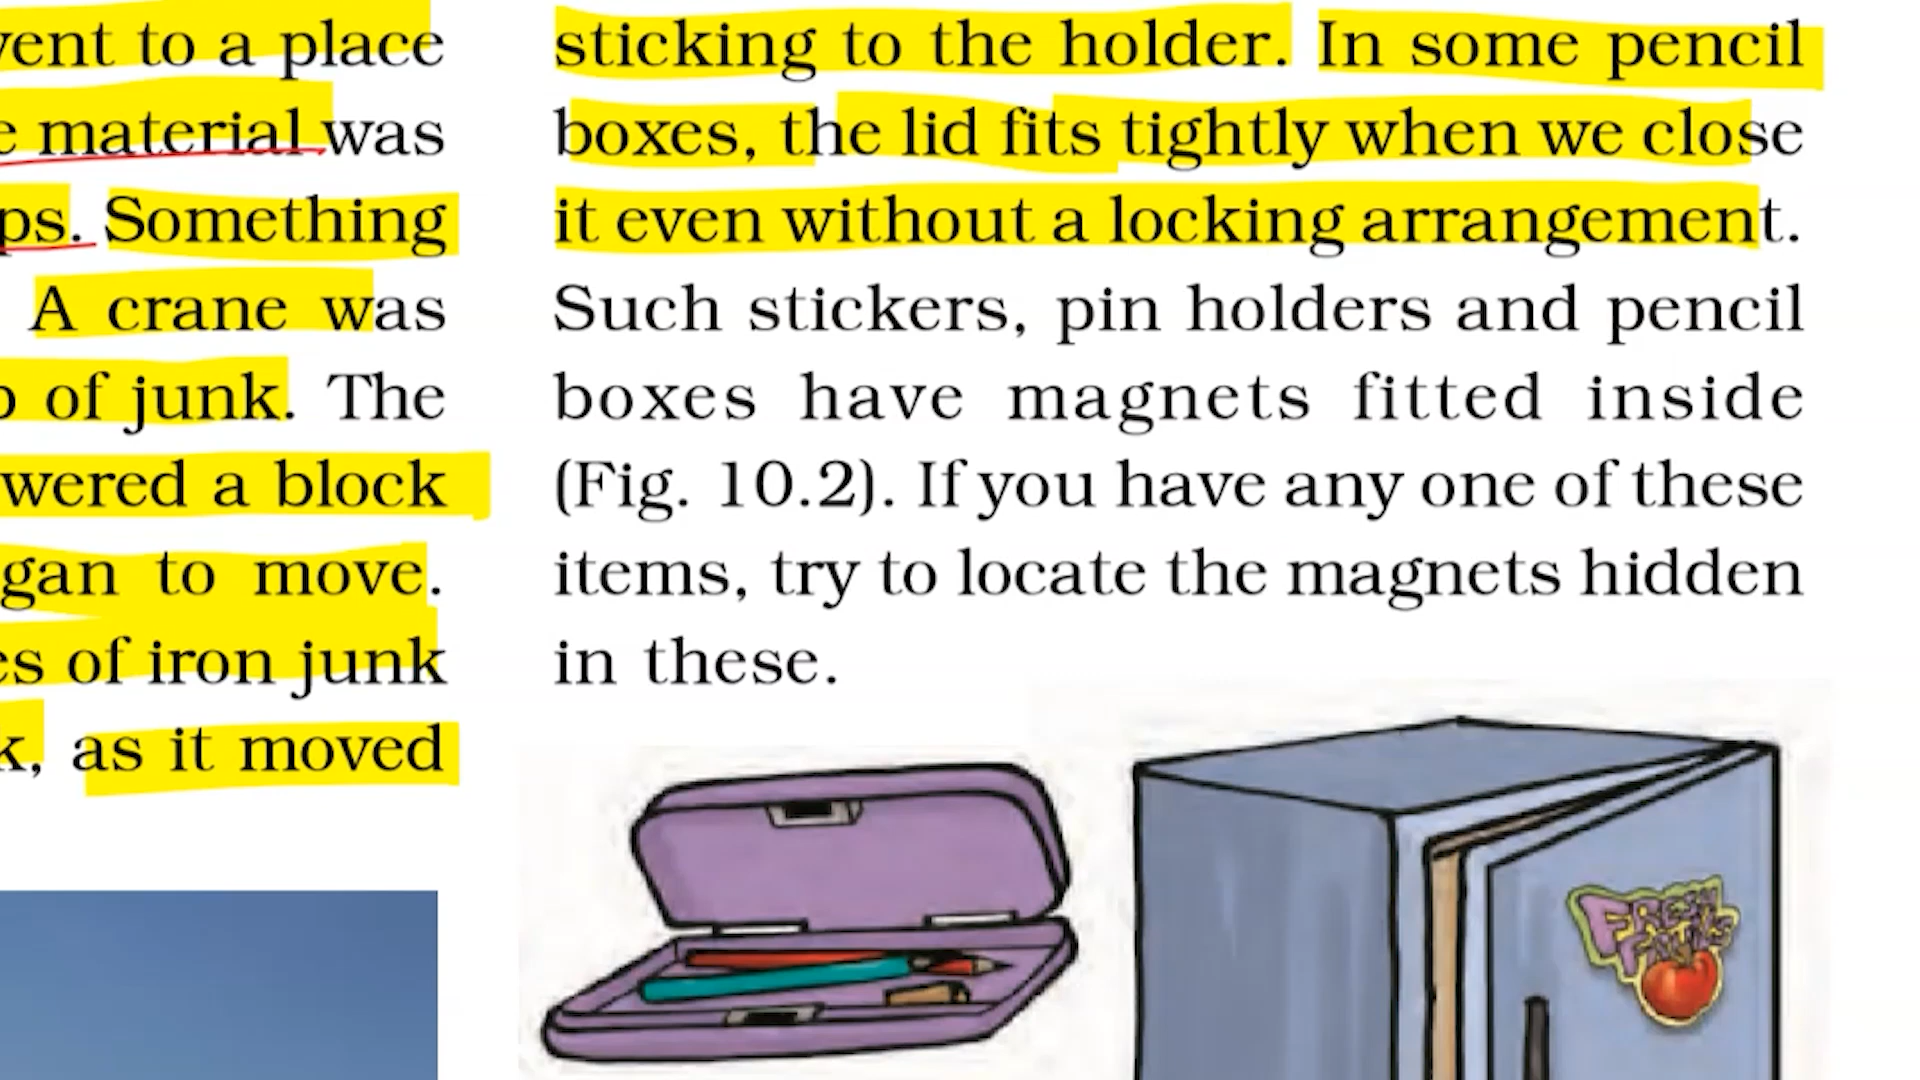 vent to a place
material was
ps. Something
A crane was
of junk. The
wered a block
gan to move.
es of iron junk
k, as it moved
sticking to the holder. In some pencil
boxes, the lid fits tightly when we close
it even without a locking arrangement.
Such stickers, pin holders and pencil
boxes have magnets fitted inside
(Fig. 10.2). If you have any one of these
items, try to locate the magnets hidden
in these.